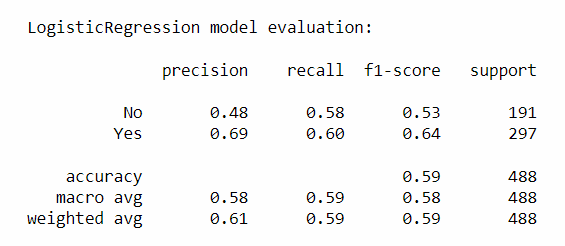 LogisticRegression model evaluation:
precision recall f1-score support
No 0.48 0.58 0.53 191
Yes 0.69 0.60 0.64 297
accuracy 0.59 488
macro avg 0.58 0.59 0.58 488
weighted avg 0.61 0.59 0.59 488